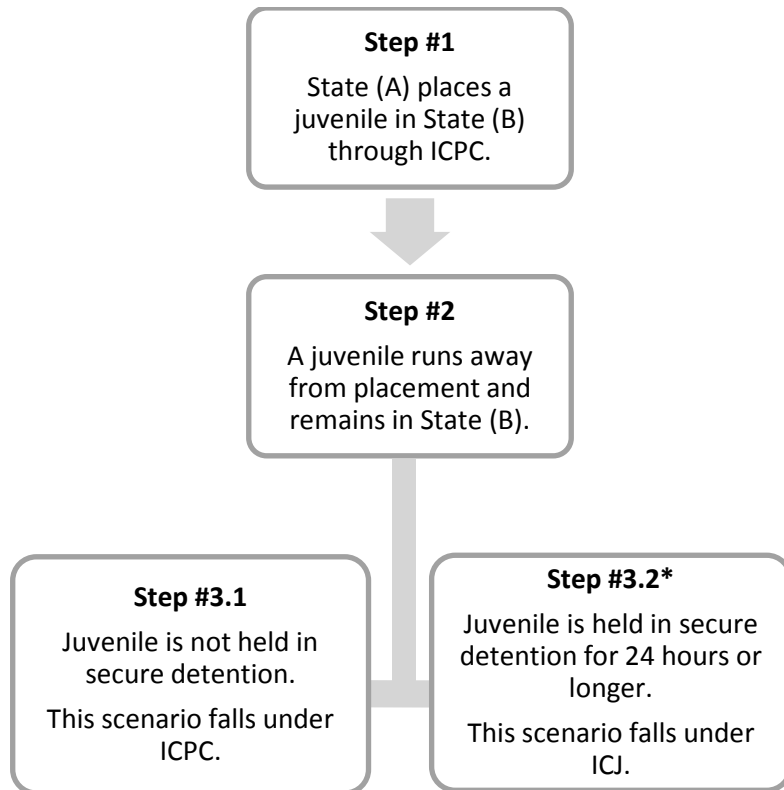 Step #1
State (A) places a
juvenile in State (B)
through ICPC.
Step #2
A juvenile runs away
from placement and
remains in State (B).
Step #3.1
Juvenile is not held in
secure detention.
This scenario falls under
ICPC.
Step #3.2*
Juvenile is held in secure
detention for 24 hours or
longer.
This scenario falls under
ICJ.